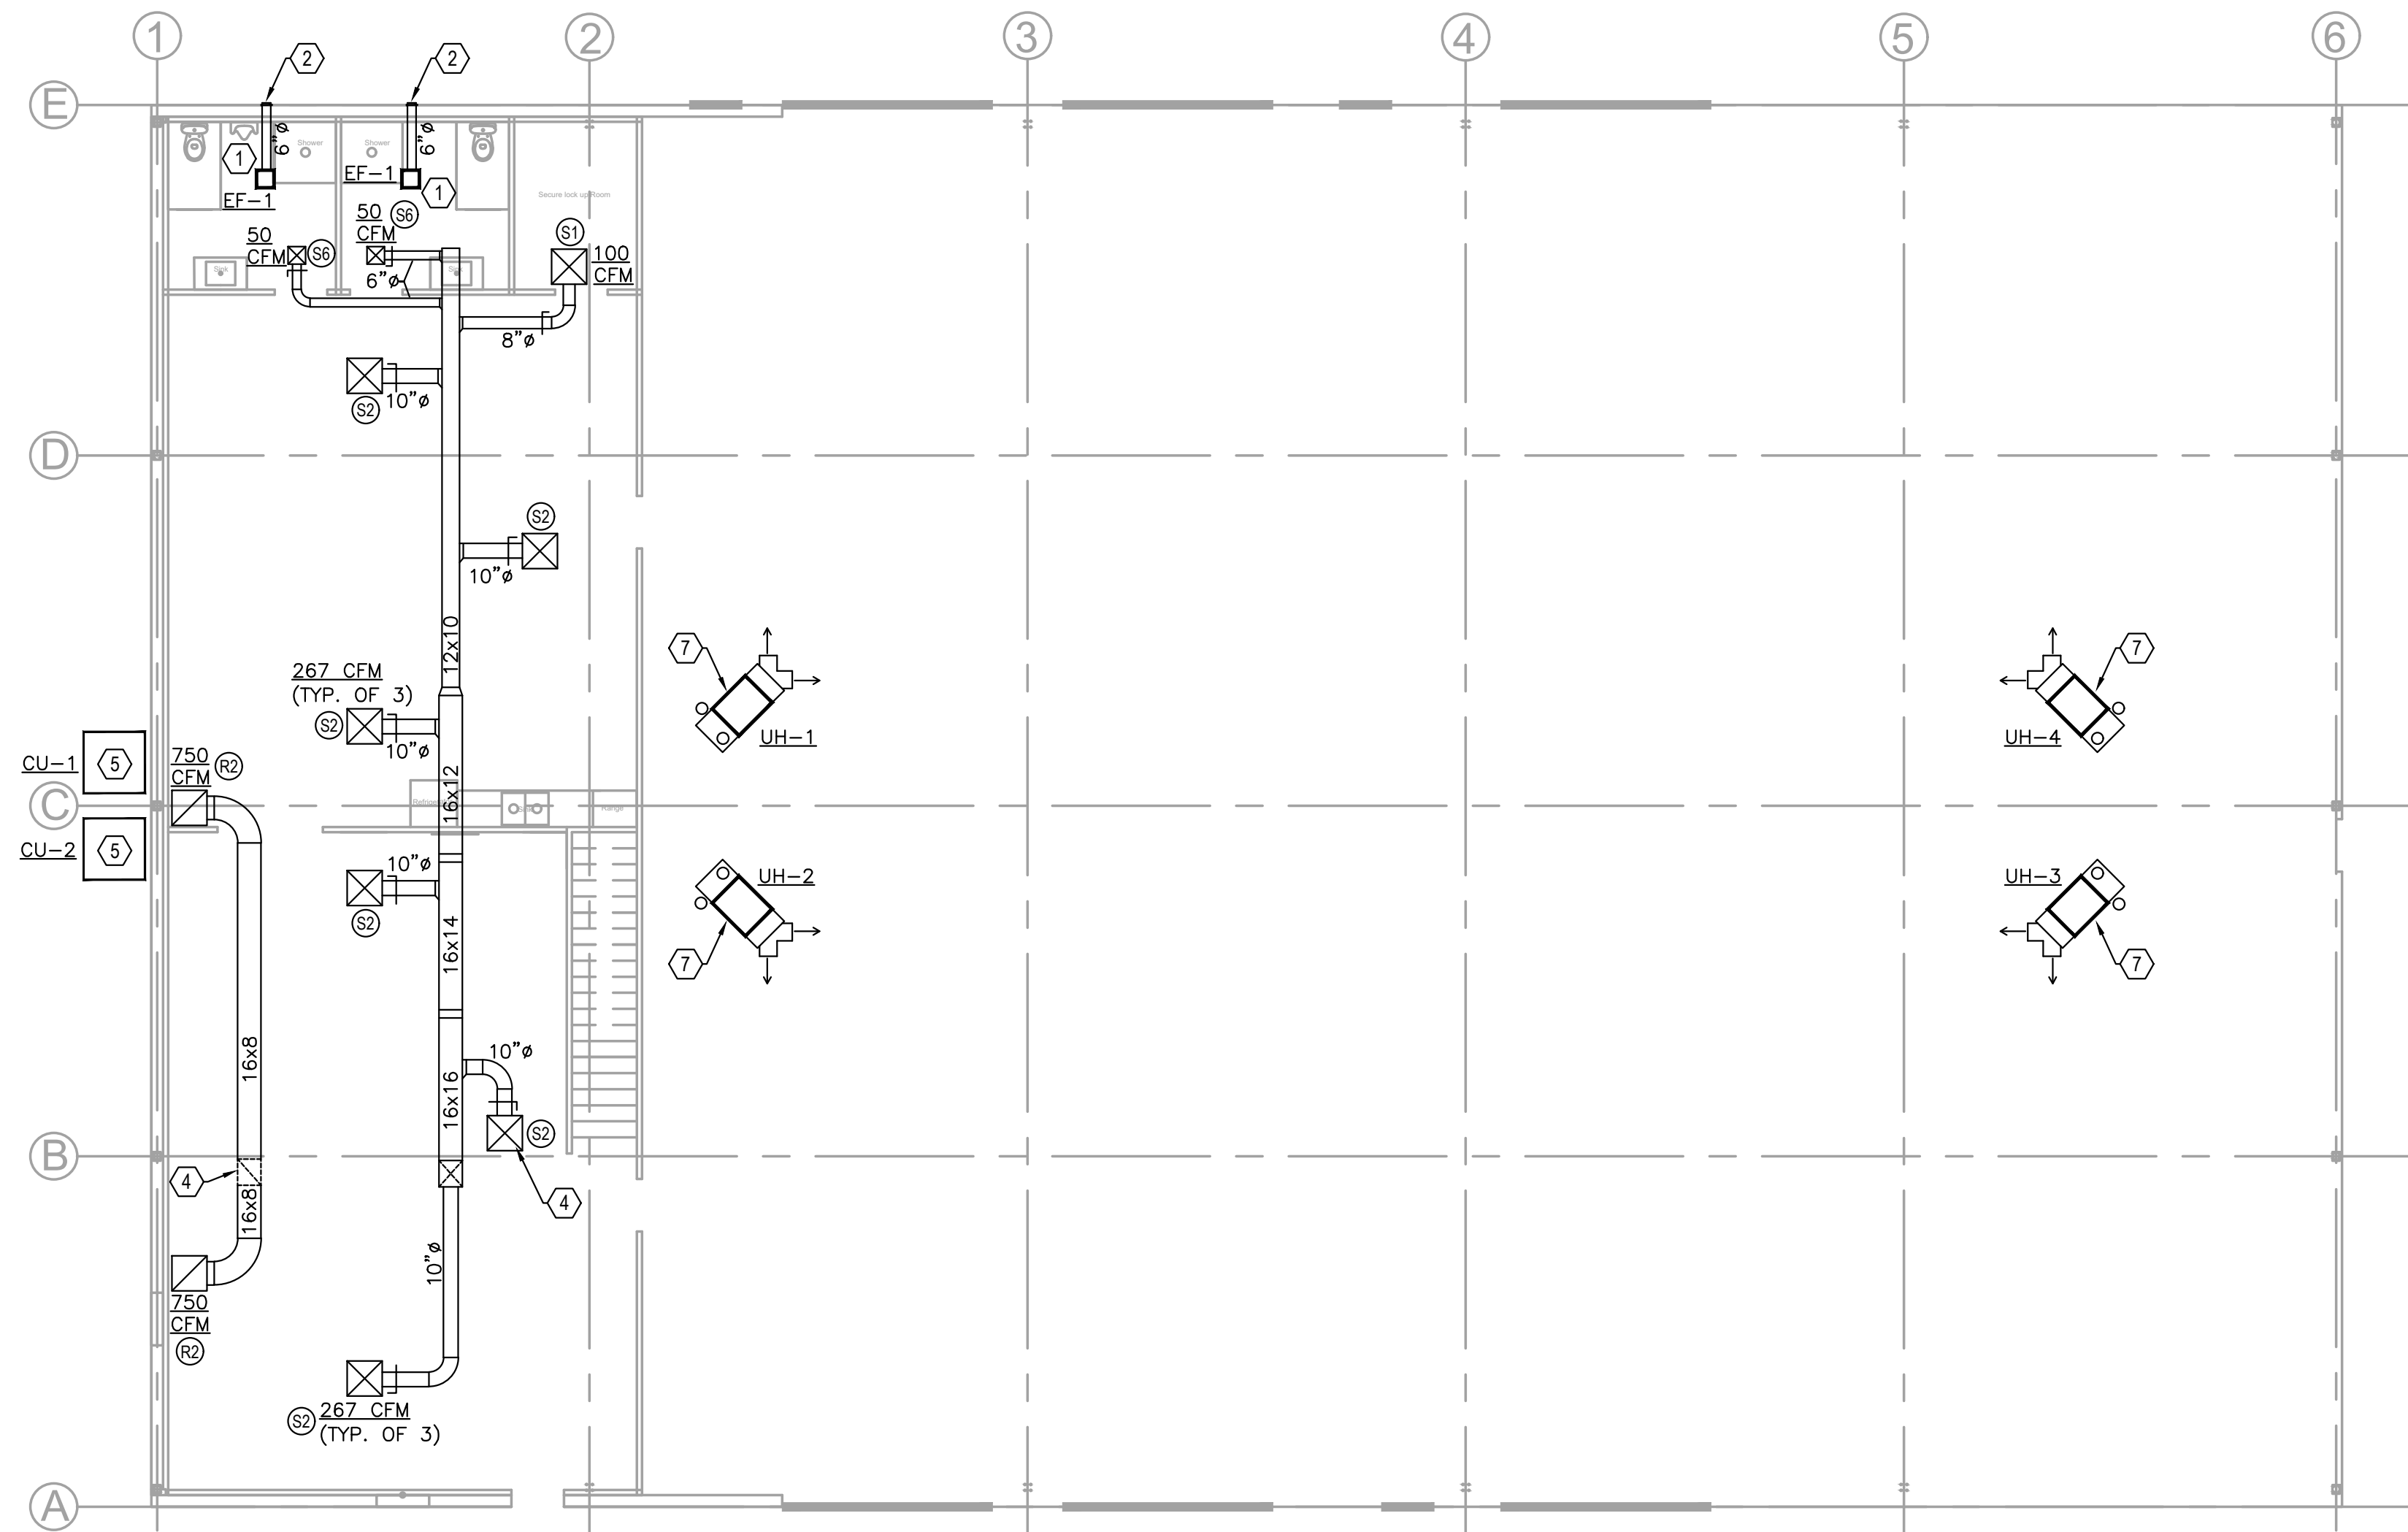 1
2
3
4
5
6
2
2
E
6"ø
6"ø
Shower
Shower
1
EF-1
1
EF-1
Secure lock up Room
50
CFM
S6
50
CFM
S6
S1
100
CFM
Sink
Sink
6"ø
8"ø
10"ø
S2
D
S2
10"ø
12x10
267 CFM
(TYP. OF 3)
S2
10"ø
7
UH-1
7
UH-4
CU-1
5
750
CFM
R2
C
16x12
Range
CU-2
5
10"ø
S2
UH-2
7
UH-3
7
16x14
16x8
10"ø
16x16
S2
B
4
4
16x8
10"ø
750
CFM
R2
S2
267 CFM
(TYP. OF 3)
A